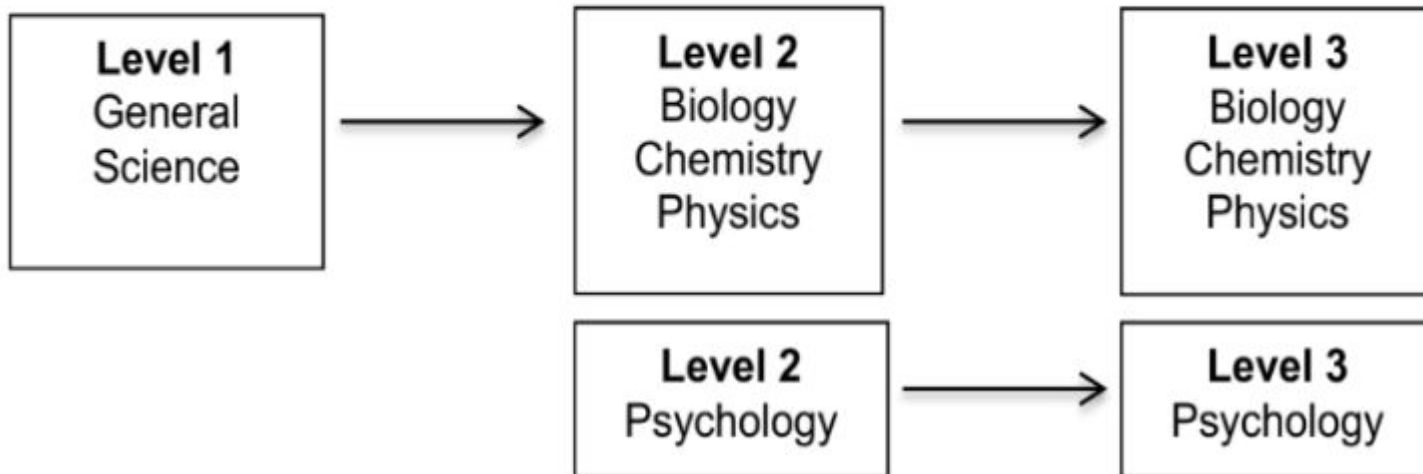 Level 1
General
Science
Level 2
Biology
Chemistry
Physics
Level 3
Biology
Chemistry
Physics
Level 2
Psychology
Level 3
Psychology